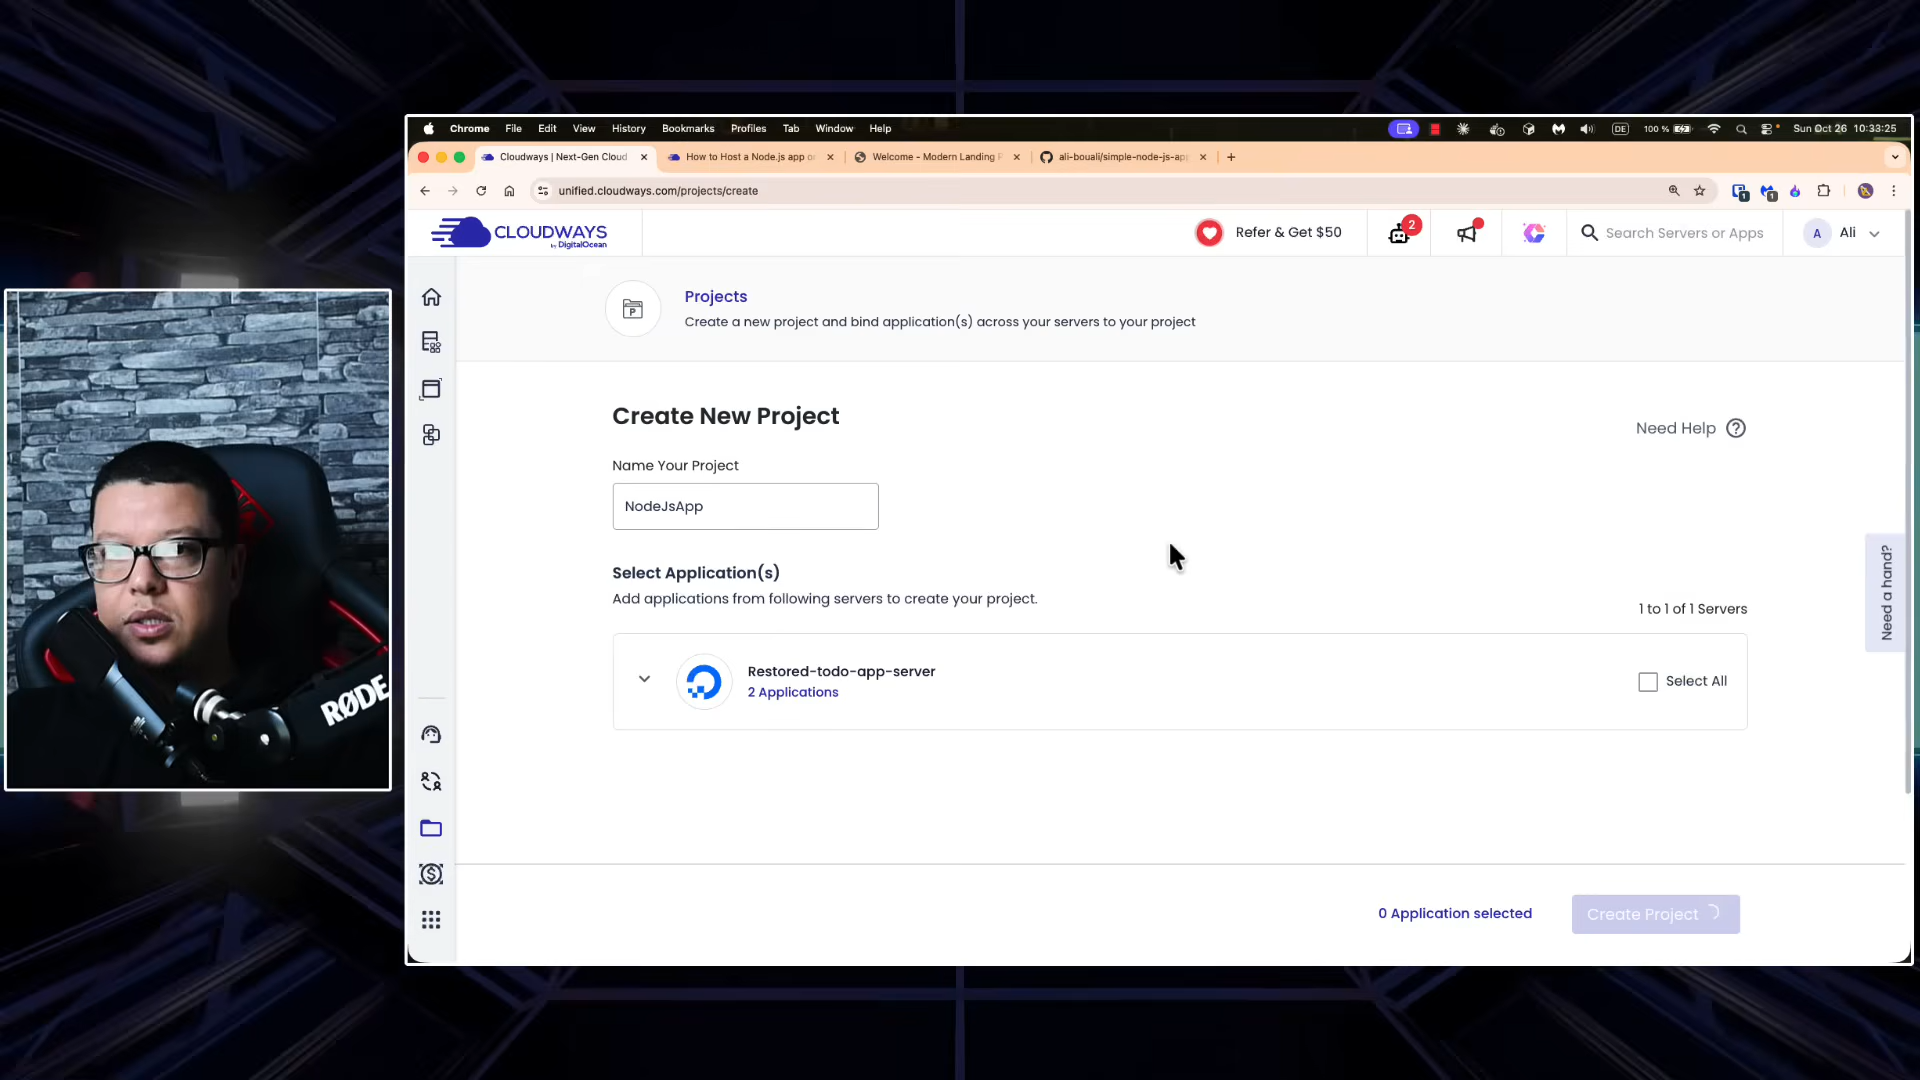 Chrome File Edit View History Bookmarks Profiles Tab Window Help
DE 100 % Sun Oct 26 10:33:25
Cloudways | Next-Gen Cloud
How to Host a Node.js app o
Welcome - Modern Landing P
ali-bouali/simple-node-js-ap
unified.cloudways.com/projects/create
CLOUDWAYS
by DigitalOcean
Refer & Get $50
2
Search Servers or Apps
A Ali
Projects
Create a new project and bind application(s) across your servers to your project
Create New Project
Need Help
Name Your Project
NodeJsApp
Need a hand?
Select Application(s)
Add applications from following servers to create your project.
1 to 1 of 1 Servers
Restored-todo-app-server
2 Applications
Select All
0 Application selected
Create Project
RØDE